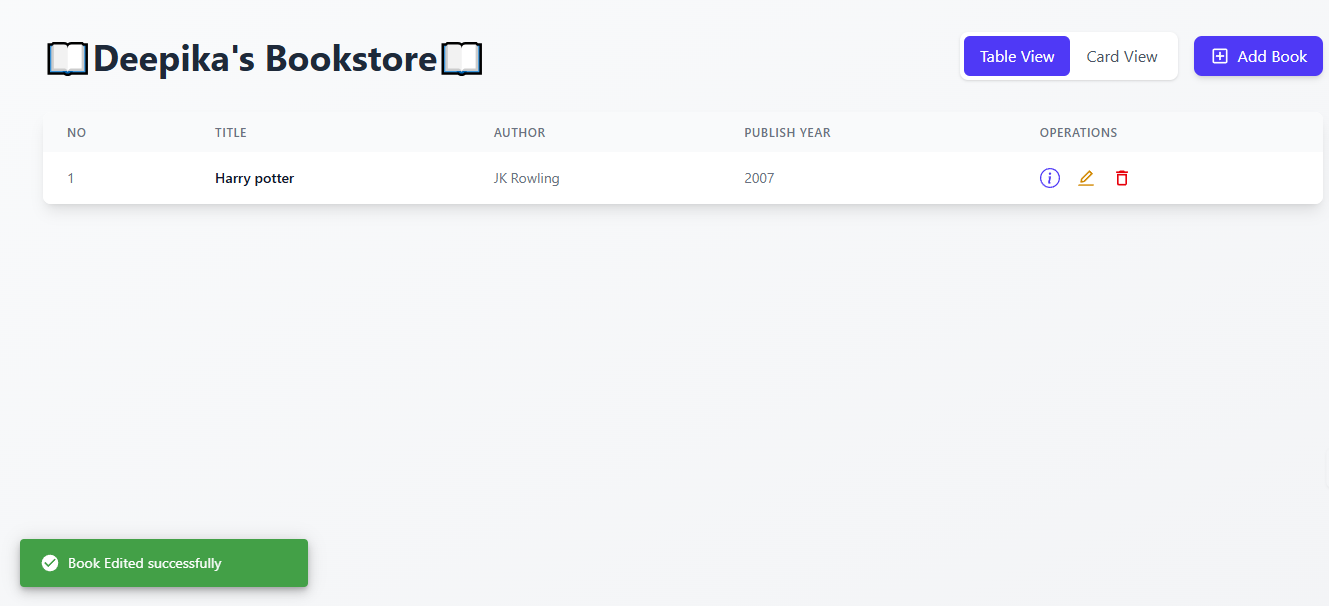 📖Deepika's Bookstore📖
Table View Card View Add Book
NO TITLE AUTHOR PUBLISH YEAR OPERATIONS
1 Harry potter JK Rowling 2007
Book Edited successfully